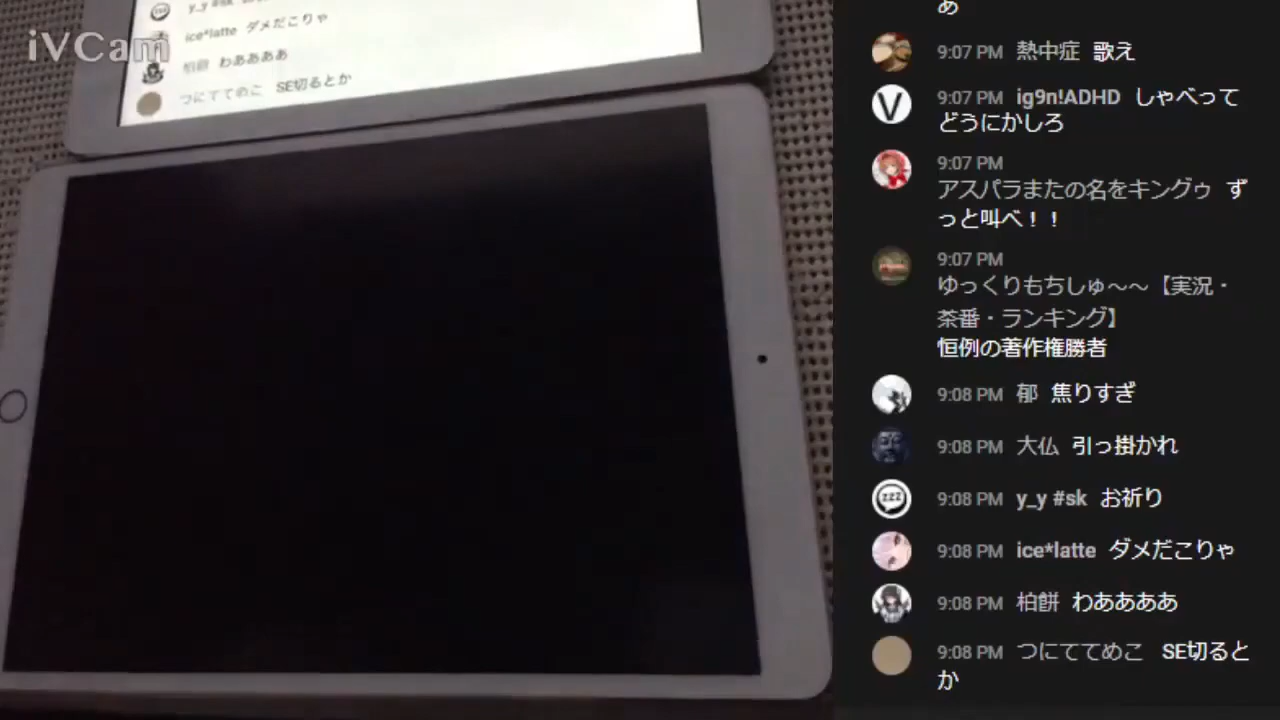 iVCam
y_y #sk
ice*latte ダメだこりゃ
柏餅 わああああ
つにててめこ SE切るとか
あ
9:07 PM 熱中症 歌え
9:07 PM ig9n!ADHD しゃべって
どうにかしろ
9:07 PM
アスパラまたの名をキングゥ ず
っと叫べ！！
9:07 PM
ゆっくりもちしゅ～～【実況・
茶番・ランキング】
恒例の著作権勝者
9:08 PM 郁 焦りすぎ
9:08 PM 大仏 引っ掛かれ
9:08 PM y_y #sk お祈り
9:08 PM ice*latte ダメだこりゃ
9:08 PM 柏餅 わああああ
9:08 PM つにててめこ SE切ると
か